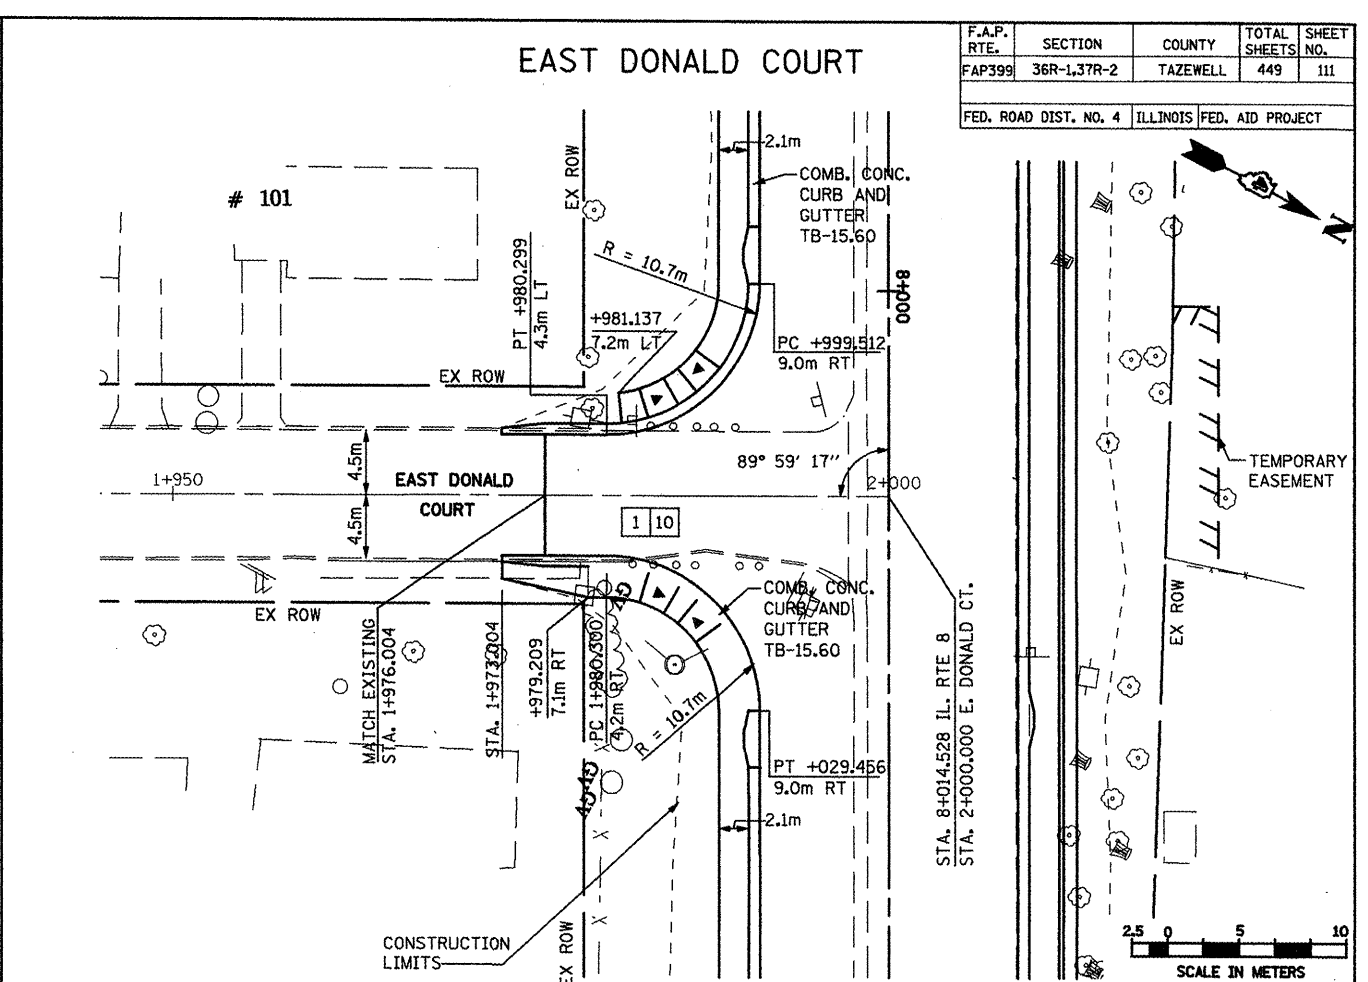 EAST DONALD COURT
F.A.P. RTE. SECTION COUNTY TOTAL SHEETS SHEET NO.
FAP399 36R-1,37R-2 TAZEWELL 449 111
FED. ROAD DIST. NO. 4 ILLINOIS FED. AID PROJECT
# 101
EX ROW
2.1m
COMB. CONC.
CURB AND
GUTTER
TB-15.60
N
R = 10.7m
PT +980.299
4.3m LT
+981.137
7.2m LT
8+000
PC +999.512
9.0m RT
EX ROW
4.5m
4.5m
1+950
EAST DONALD
COURT
89° 59' 17"
2+000
1 10
TEMPORARY
EASEMENT
EX ROW
MATCH EXISTING
STA. 1+976.004
STA. 1+973.004
+979.209
7.1m RT
PC 1+980.300
4.2m RT
COMB. CONC.
CURB AND
GUTTER
TB-15.60
R = 10.7m
PT +029.456
9.0m RT
2.1m
STA. 8+014.528 IL. RTE 8
STA. 2+000.000 E. DONALD CT.
EX ROW
CONSTRUCTION
LIMITS
EX ROW
2.5 0 5 10
SCALE IN METERS